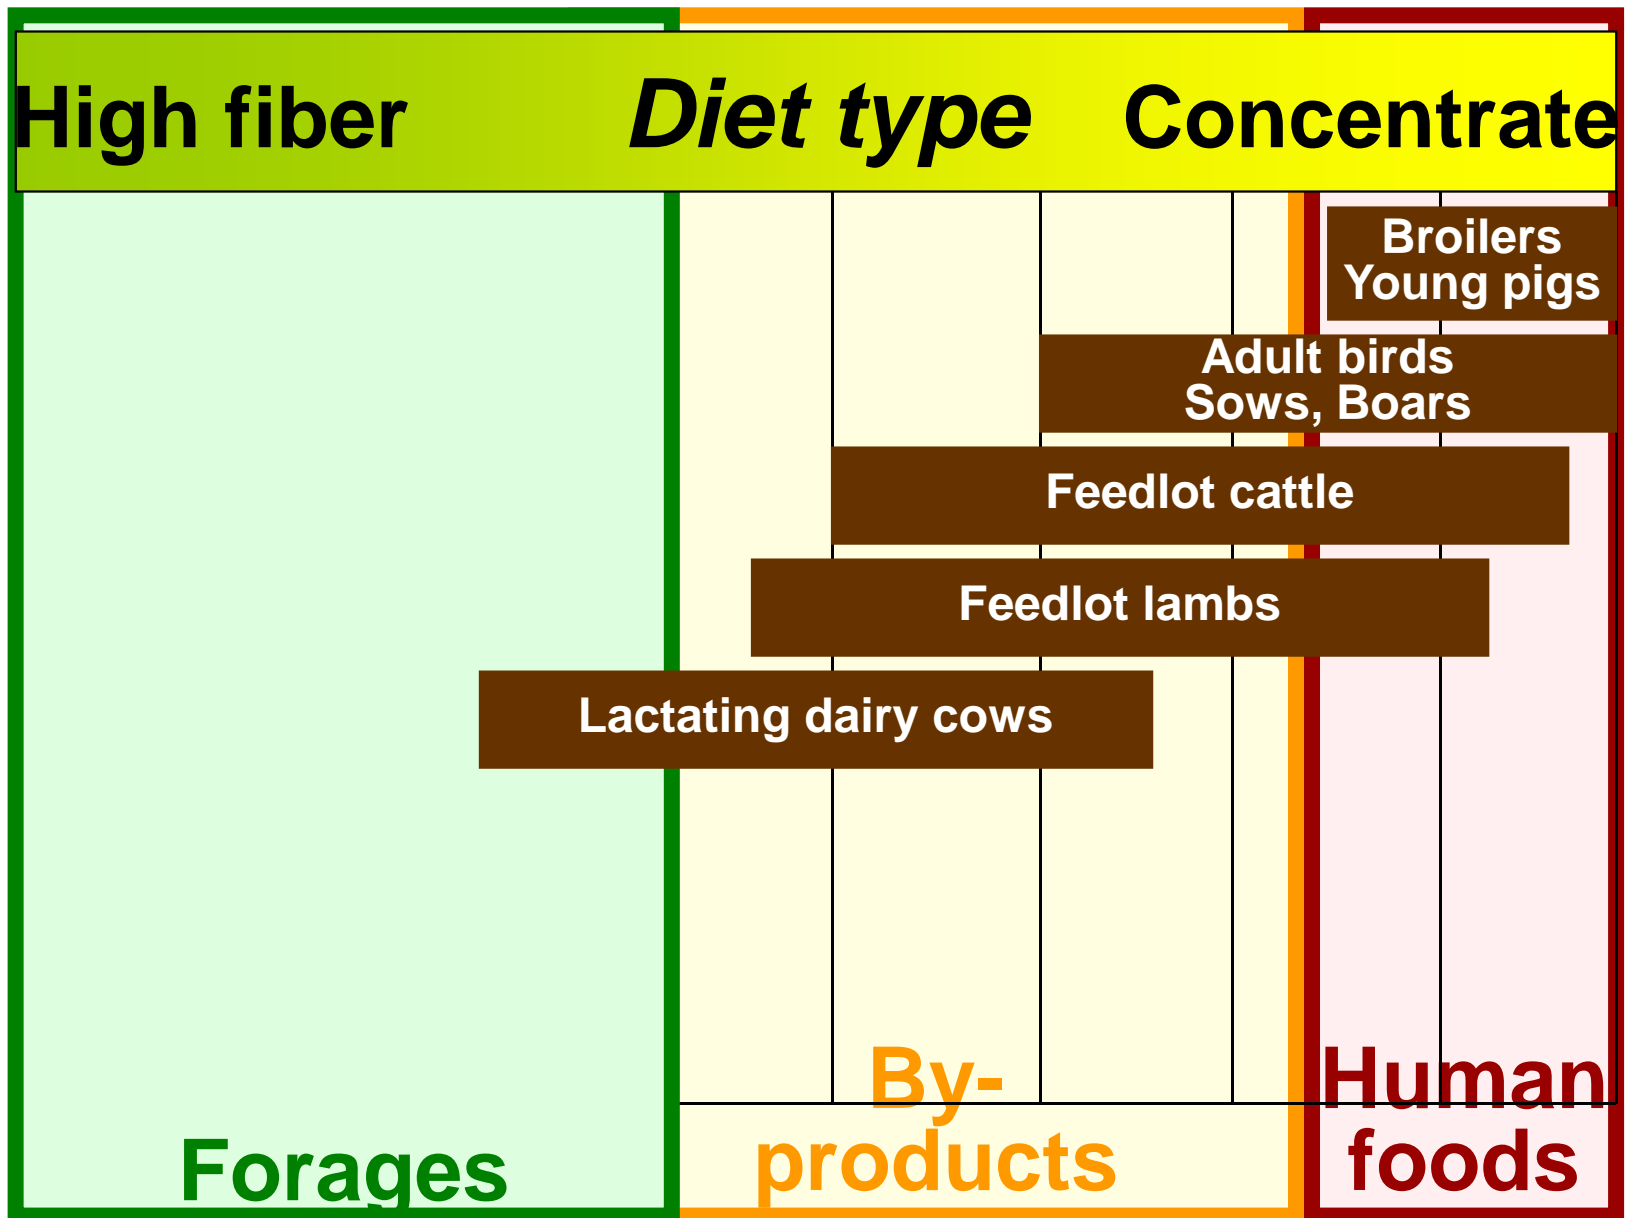 High fiber Diet type Concentrate
Broilers
Young pigs
Adult birds
Sows, Boars
Feedlot cattle
Feedlot lambs
Lactating dairy cows
Forages
By-
products
Human
foods